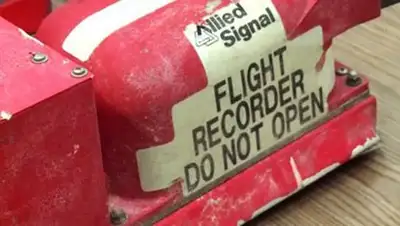 Allied
Signal
FLIGHT
RECORDER
DO NOT OPEN